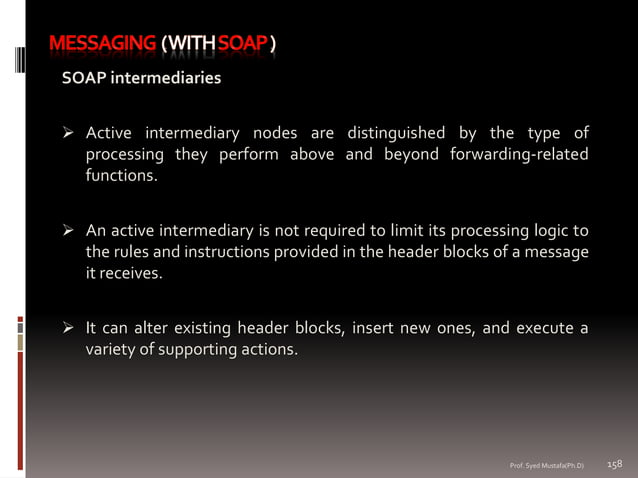 MESSAGING (WITH SOAP)
SOAP intermediaries
➢ Active intermediary nodes are distinguished by the type of
processing they perform above and beyond forwarding-related
functions.
➢ An active intermediary is not required to limit its processing logic to
the rules and instructions provided in the header blocks of a message
it receives.
➢ It can alter existing header blocks, insert new ones, and execute a
variety of supporting actions.
Prof. Syed Mustafa(Ph.D) 158